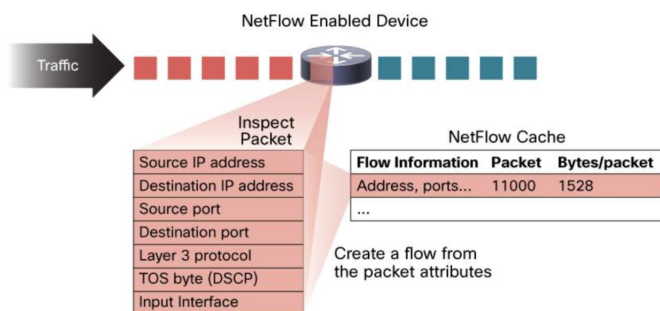 NetFlow Enabled Device
Traffic
Inspect
Packet
Source IP address
Destination IP address
Source port
Destination port
Layer 3 protocol
TOS byte (DSCP)
Input Interface
NetFlow Cache
Flow Information Packet Bytes/packet
Address, ports... 11000 1528
...
Create a flow from
the packet attributes